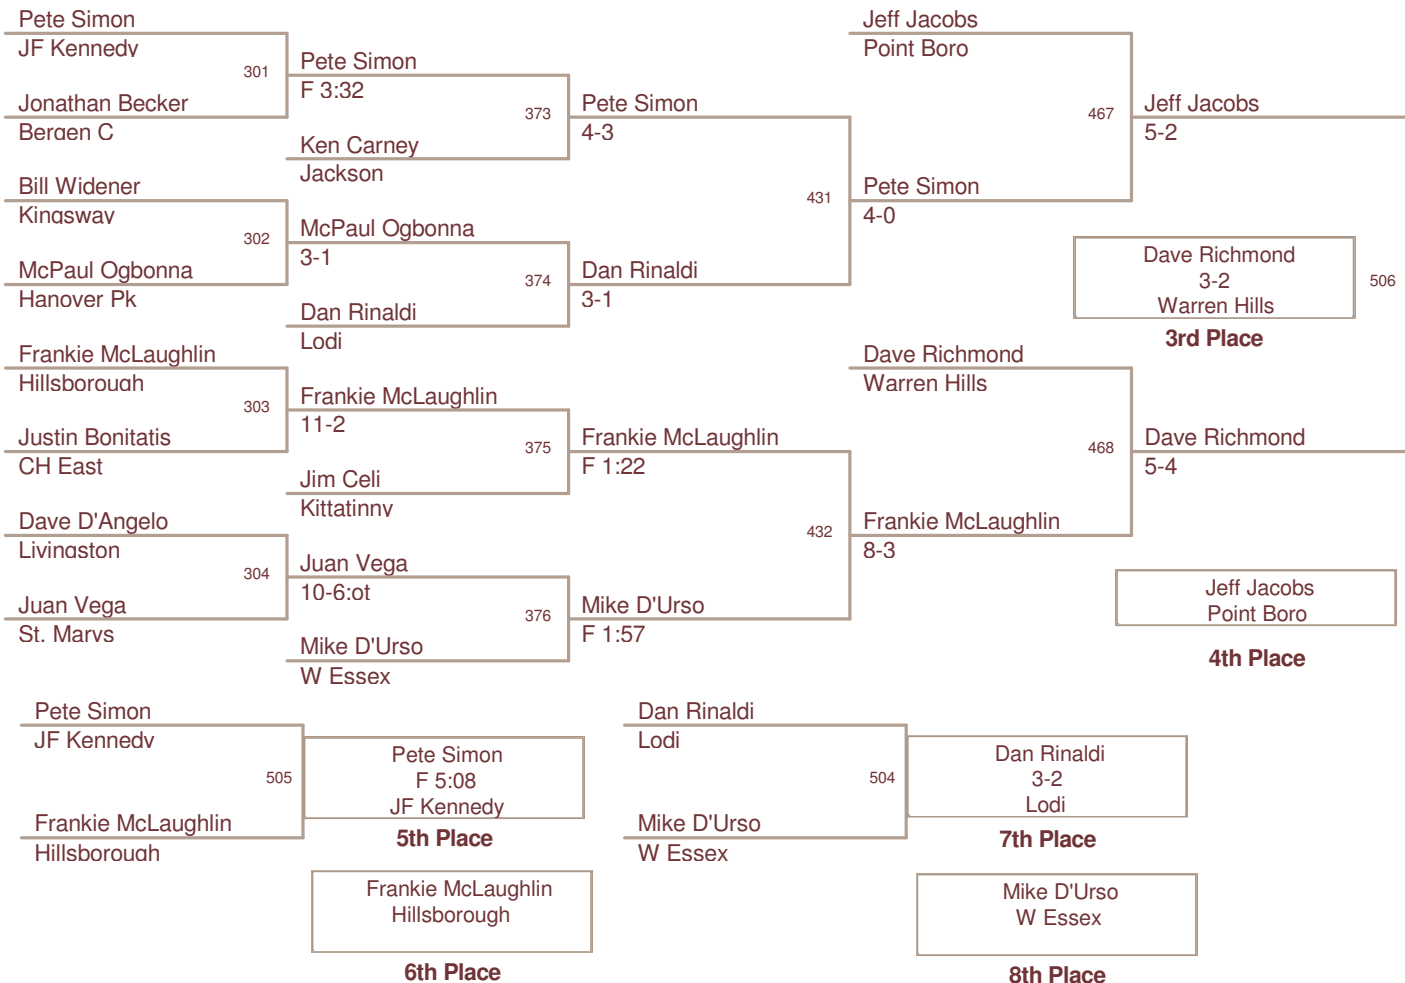 Pete Simon
JF Kennedy
301
Jonathan Becker
Bergen C
Bill Widener
Kingsway
302
McPaul Ogbonna
Hanover Pk
Frankie McLaughlin
Hillsborough
303
Justin Bonitatis
CH East
Dave D'Angelo
Livingston
304
Juan Vega
St. Marys
Pete Simon
F 3:32
373
Ken Carney
Jackson
McPaul Ogbonna
3-1
374
Dan Rinaldi
Lodi
Frankie McLaughlin
11-2
375
Jim Celi
Kittatinny
Juan Vega
10-6:ot
376
Mike D'Urso
W Essex
Pete Simon
4-3
431
Dan Rinaldi
3-1
Frankie McLaughlin
F 1:22
432
Mike D'Urso
F 1:57
Jeff Jacobs
Point Boro
467
Pete Simon
4-0
Dave Richmond
Warren Hills
468
Frankie McLaughlin
8-3
Jeff Jacobs
5-2
Dave Richmond
3-2
Warren Hills
506
3rd Place
Dave Richmond
5-4
Jeff Jacobs
Point Boro
4th Place
Pete Simon
JF Kennedy
505
Frankie McLaughlin
Hillsborough
Pete Simon
F 5:08
JF Kennedy
5th Place
Frankie McLaughlin
Hillsborough
6th Place
Dan Rinaldi
Lodi
504
Mike D'Urso
W Essex
Dan Rinaldi
3-2
Lodi
7th Place
Mike D'Urso
W Essex
8th Place